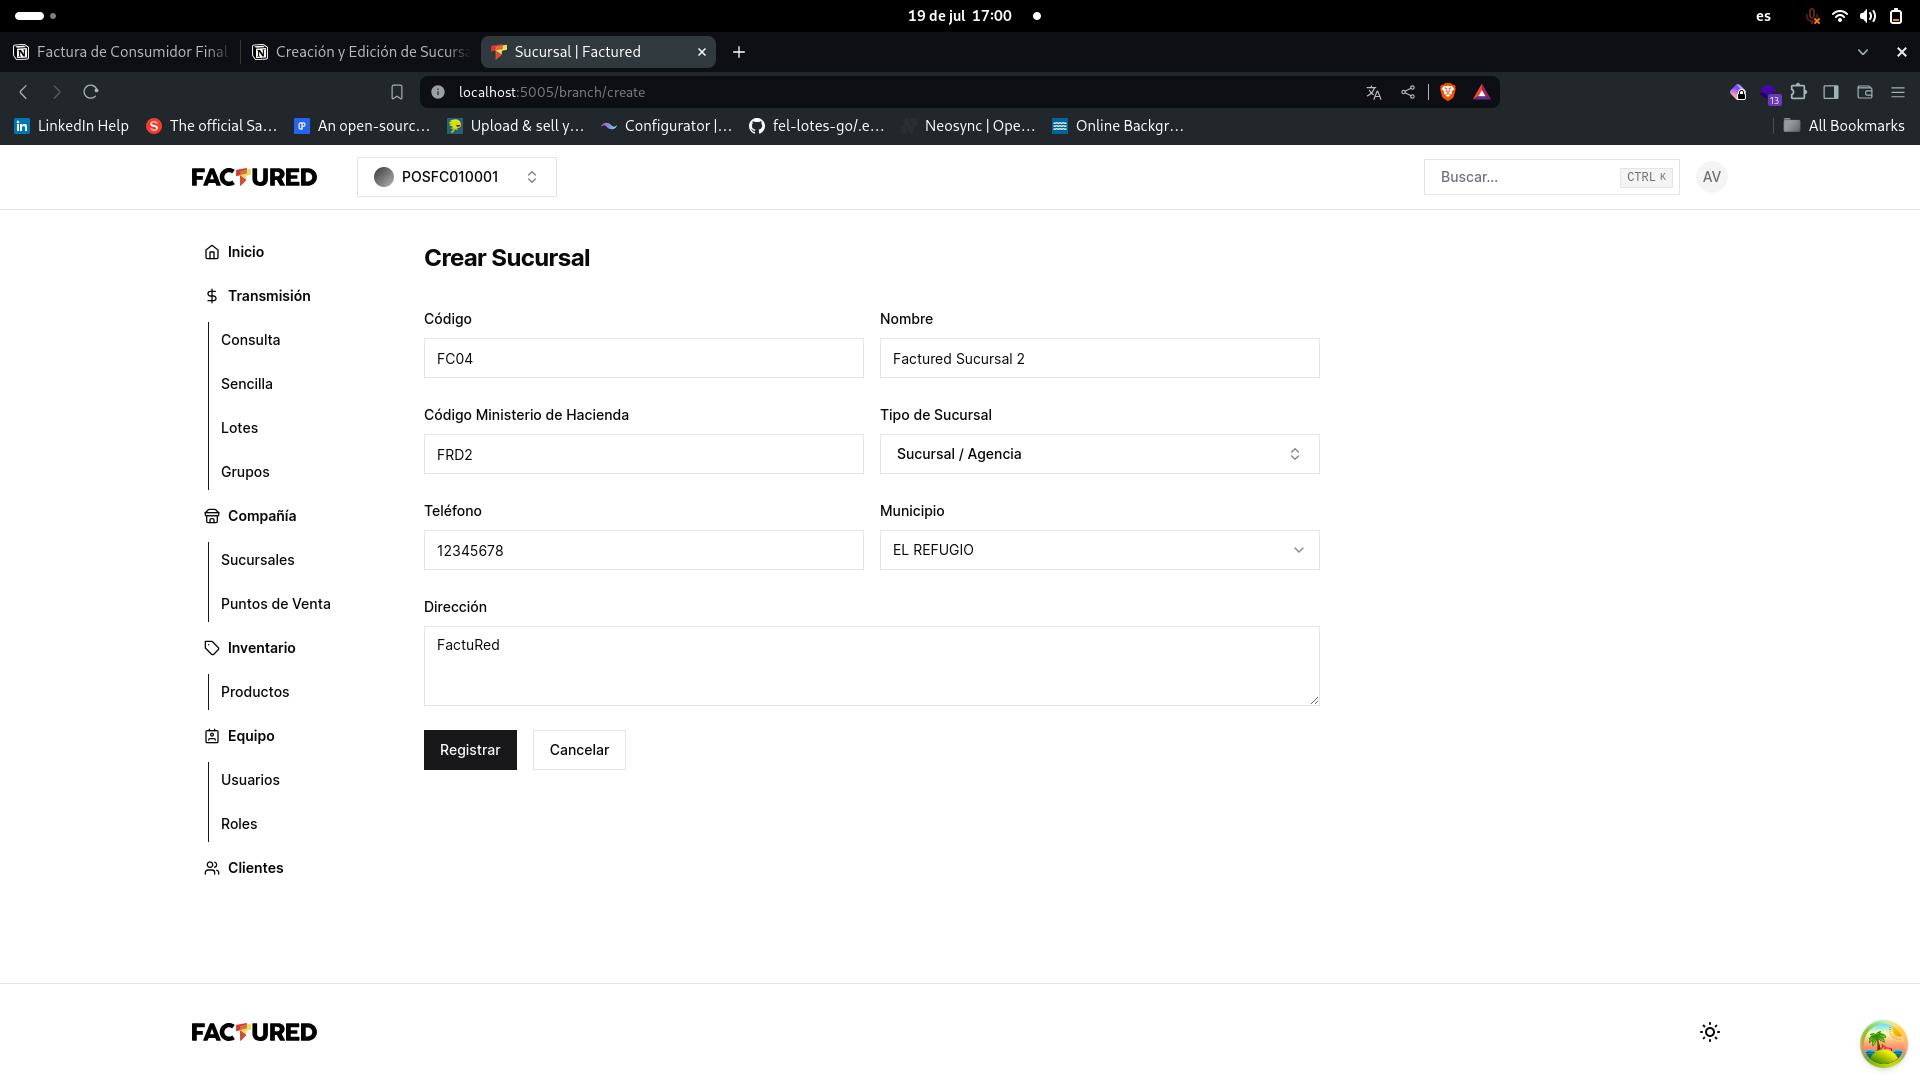 19 de jul 17:00
es
Factura de Consumidor Final
Creación y Edición de Sucursa
Sucursal | Factured
localhost:5005/branch/create
13
LinkedIn Help
The official Sa...
An open-sourc...
Upload & sell y...
Configurator |...
fel-lotes-go/.e...
Neosync | Ope...
Online Backgr...
All Bookmarks
FACTURED
POSFC010001
Buscar...
CTRL K
AV
Inicio
Transmisión
Consulta
Sencilla
Lotes
Grupos
Compañía
Sucursales
Puntos de Venta
Inventario
Productos
Equipo
Usuarios
Roles
Clientes
Crear Sucursal
Código
FC04
Nombre
Factured Sucursal 2
Código Ministerio de Hacienda
FRD2
Tipo de Sucursal
Sucursal / Agencia
Teléfono
12345678
Municipio
EL REFUGIO
Dirección
FactuRed
Registrar
Cancelar
FACTURED